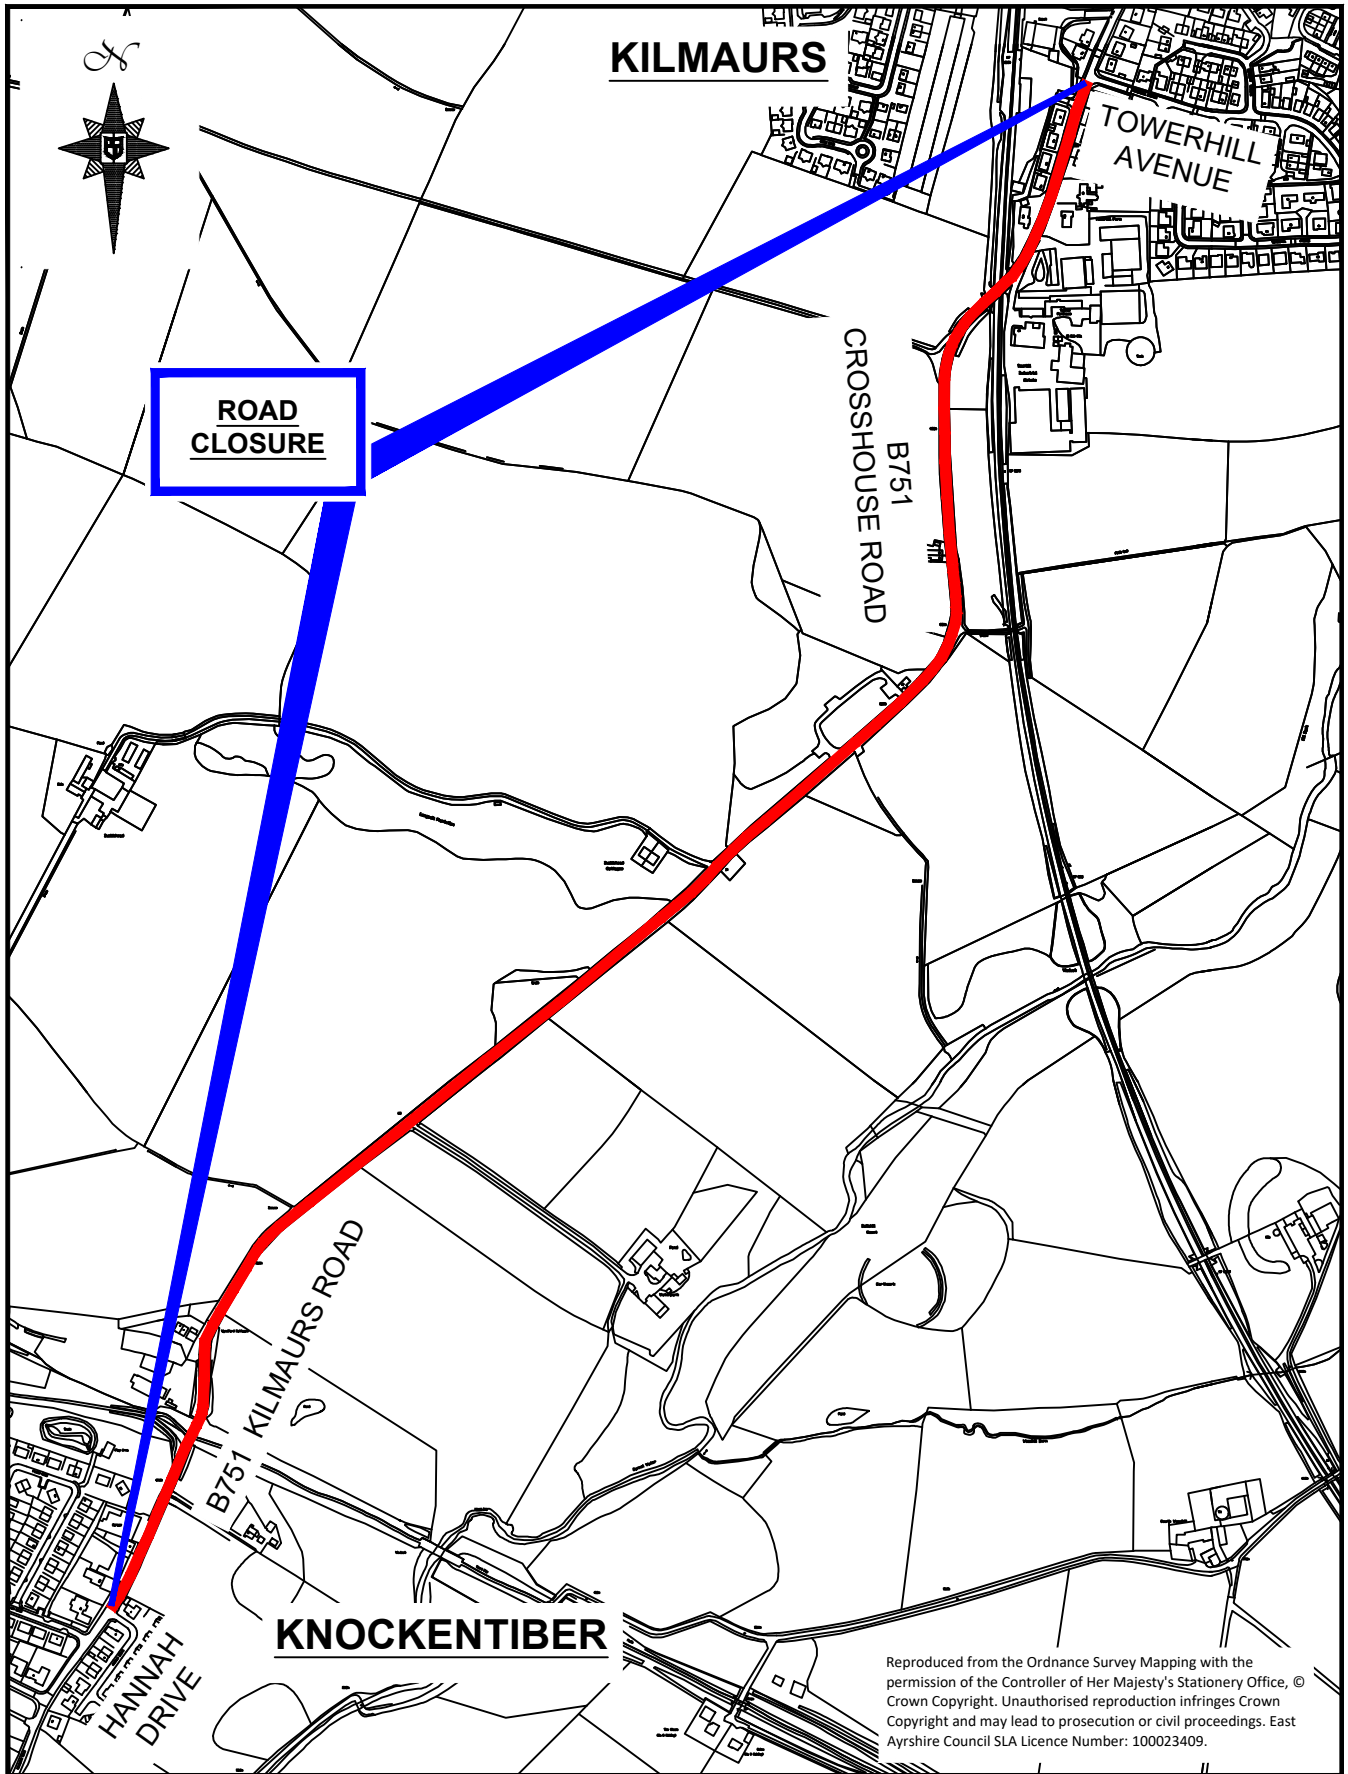 KILMAURS
TOWERHILL
AVENUE
ROAD
CLOSURE
B751
CROSSHOUSE ROAD
B751 KILMAURS ROAD
KNOCKENTIBER
HANNAH
DRIVE
Reproduced from the Ordnance Survey Mapping with the
permission of the Controller of Her Majesty's Stationery Office, ©
Crown Copyright. Unauthorised reproduction infringes Crown
Copyright and may lead to prosecution or civil proceedings. East
Ayrshire Council SLA Licence Number: 100023409.